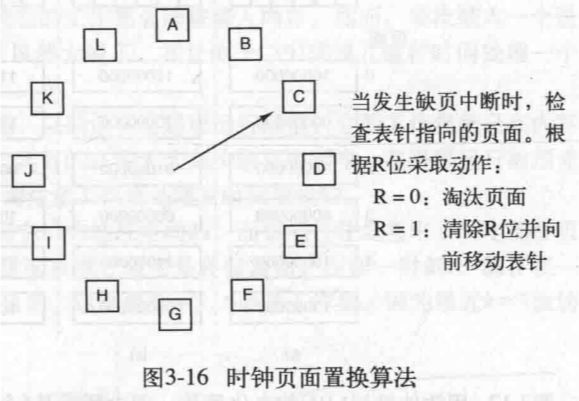 A
B
C
D
E
F
G
H
I
J
K
L
当发生缺页中断时，检
查表针指向的页面。根
据R位采取动作：
R = 0：淘汰页面
R = 1：清除R位并向
前移动表针
图3-16 时钟页面置换算法